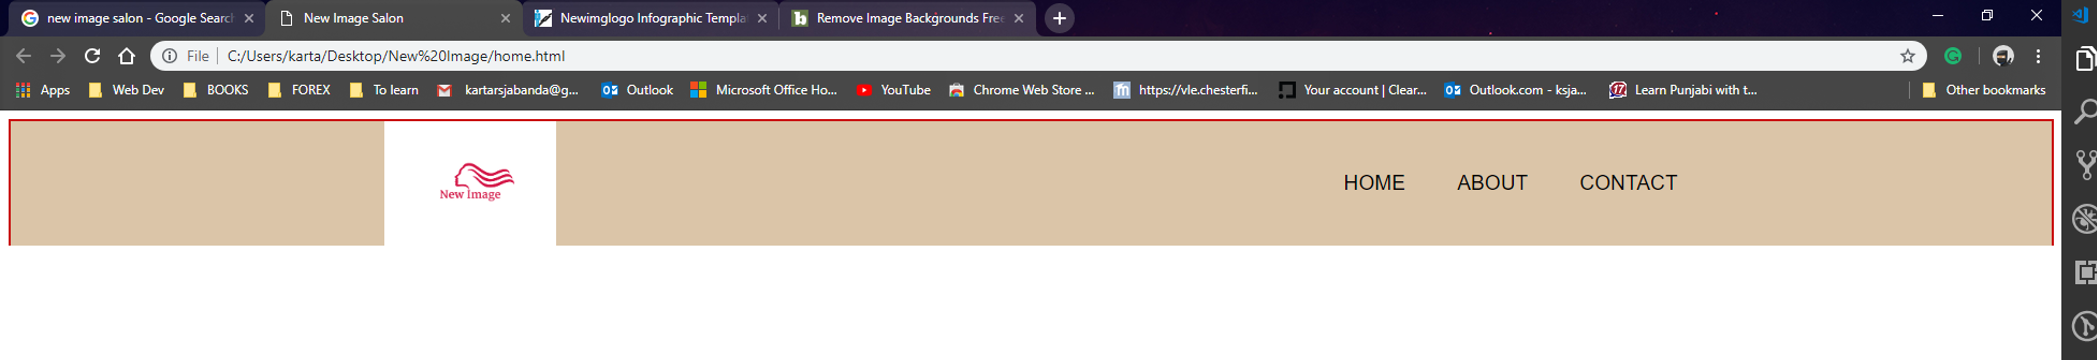 new image salon - Google Search
New Image Salon
Newimglogo Infographic Templa
Remove Image Backgrounds Free
File
C:/Users/karta/Desktop/New%20Image/home.html
Apps
Web Dev
BOOKS
FOREX
To learn
kartarsjabanda@g...
Outlook
Microsoft Office Ho...
YouTube
Chrome Web Store ...
https://vle.chesterfi...
Your account | Clear...
Outlook.com - ksja...
17
Learn Punjabi with t...
Other bookmarks
New Image
HOME
ABOUT
CONTACT